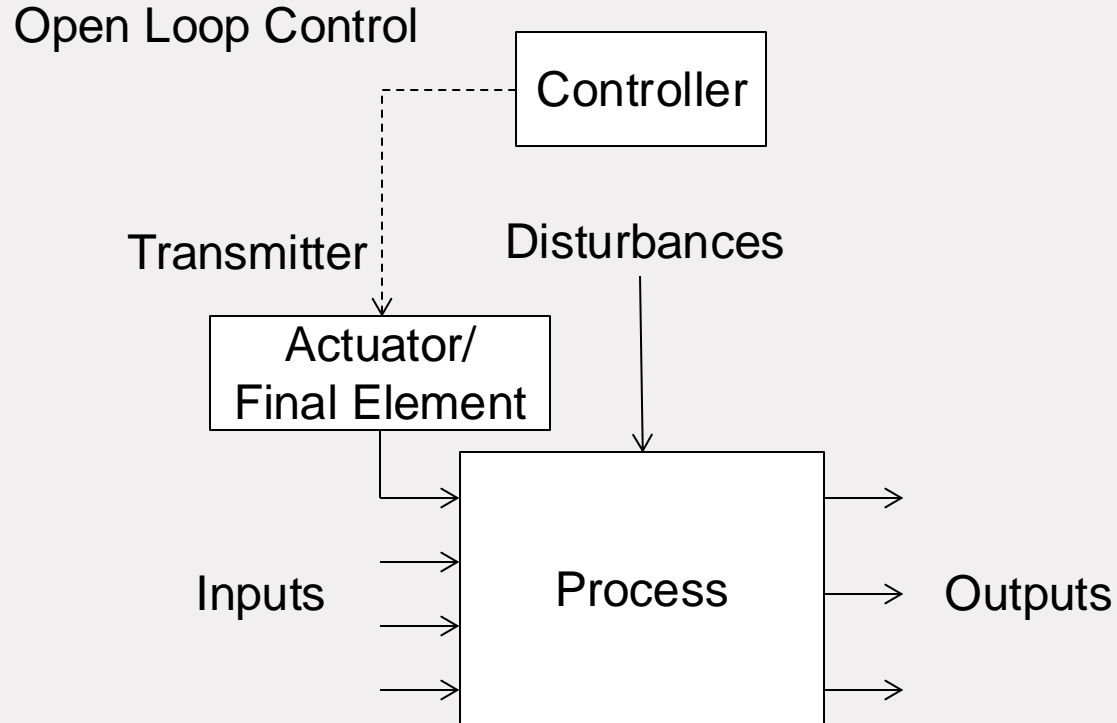 Open Loop Control
Controller
Disturbances
Transmitter
Actuator/
Final Element
Inputs
Process
Outputs